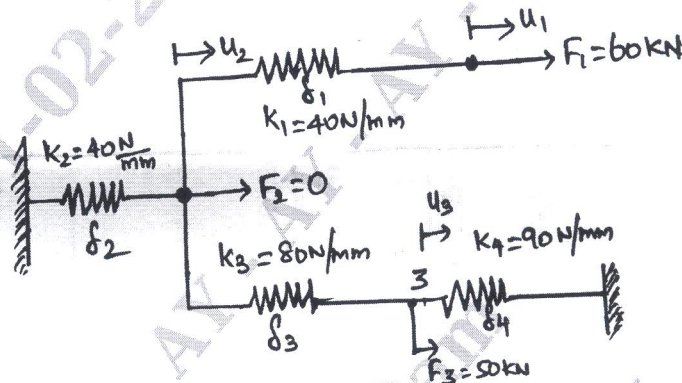 u₂
u₁
F₁=60KN
δ₁
K₁=40N/mm
K₂=40N/mm
F₂=0
δ₂
u₃
K₃=80N/mm
K₄=90N/mm
3
δ₃
δ4
F₃=50KN